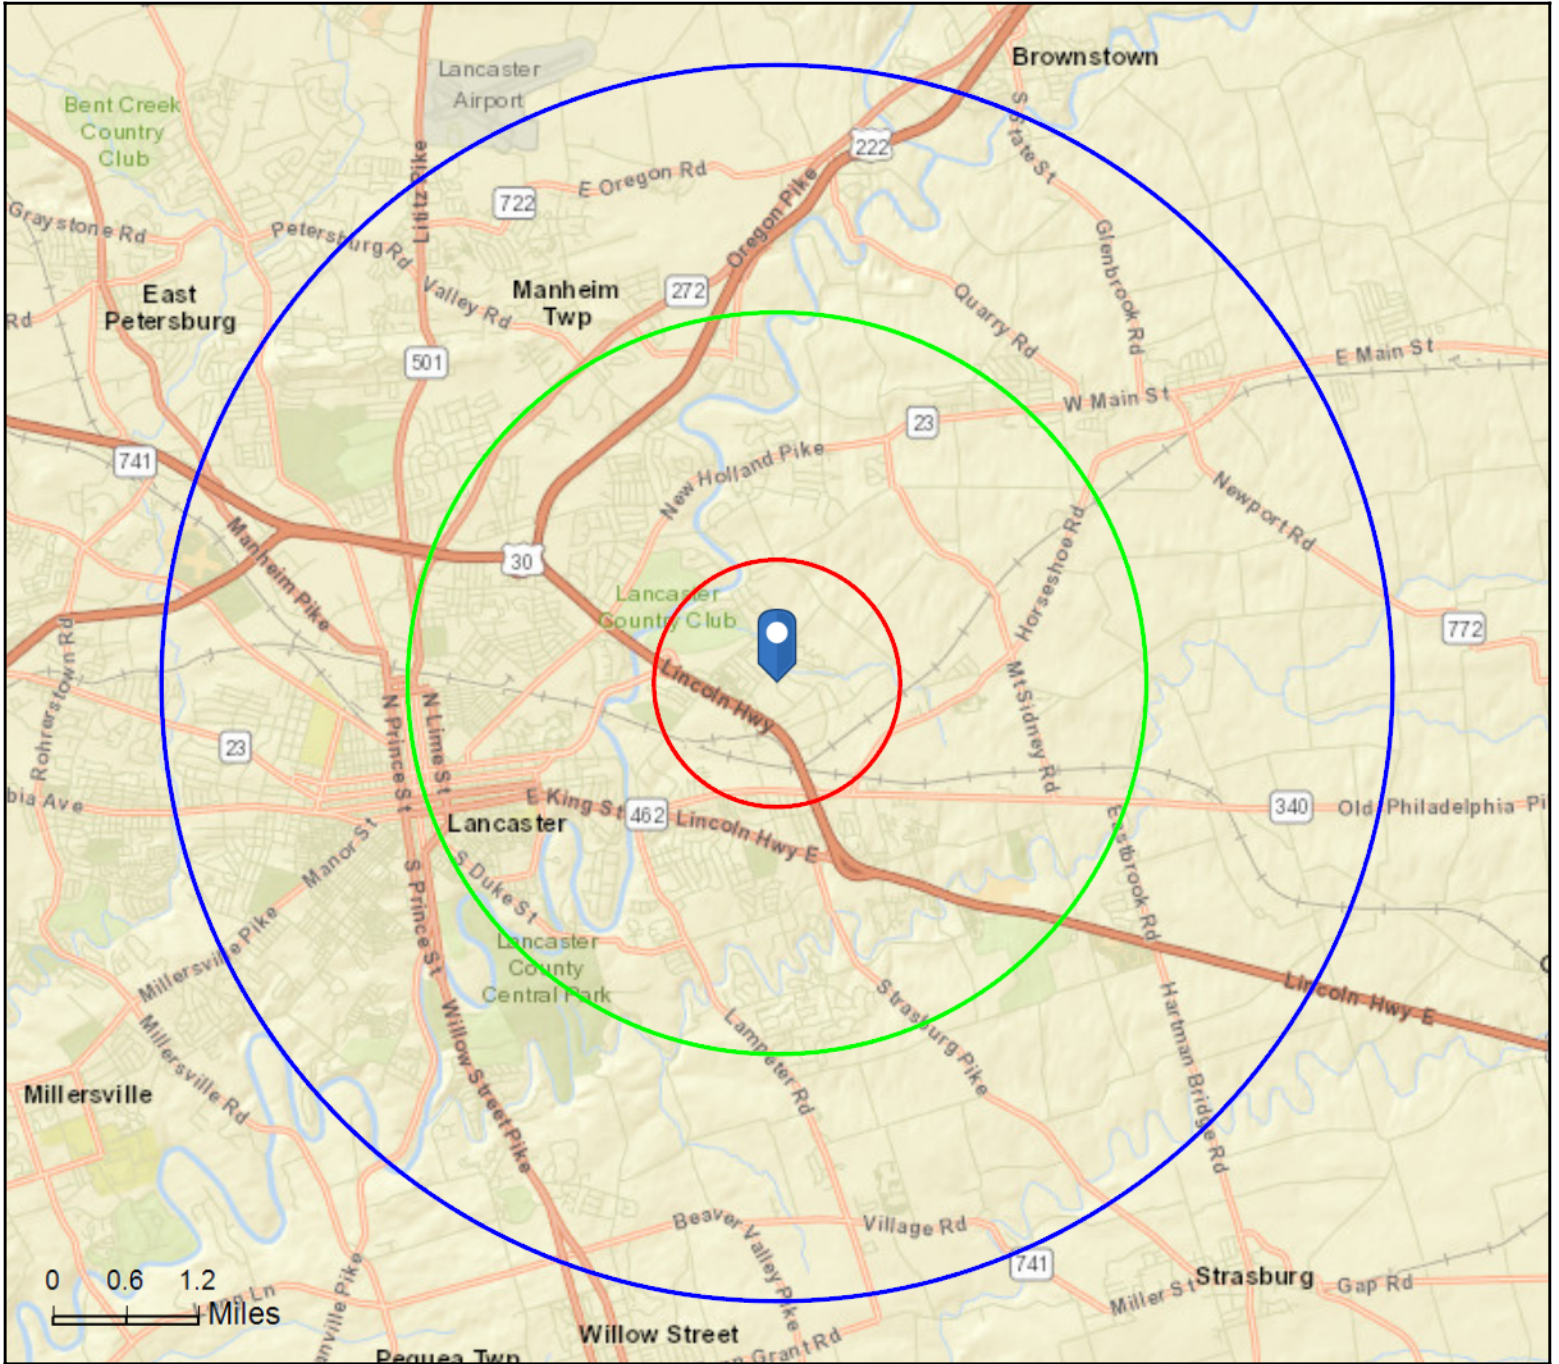 Brownstown
Lancaster
Airport
Bent Creek
Country
Club
S State St
222
Lititz Pike
E Oregon Rd
722
Oregon Pike
Graystone Rd
Petersburg Rd
Glenbrook Rd
Valley Rd
Manheim
Twp
272
East
Petersburg
Quarry Rd
Rd
501
E Main St
W Main St
23
741
New Holland Pike
Newport Rd
Manheim Pike
30
Horseshoe Rd
Lancaster
Country Club
772
Rohrerstown Rd
Lincoln Hwy
Mt Sidney Rd
N Prince St
N Lime St
23
bia Ave
E King St
462
Lincoln Hwy E
340
Old Philadelphia Pi
Lancaster
Manor St
S Duke St
Eastbrook Rd
S Prince St
Millersville Pike
Lancaster
County
Central Park
Strasburg Pike
Lincoln Hwy E
Hartman Bridge Rd
Willow Street Pike
Lampeter Rd
Millersville Rd
Millersville
Beaver Valley Pike
Village Rd
741
Strasburg
Miller St
Gap Rd
0 0.6 1.2
Miles
Long Ln
anville Pike
Willow Street
Grant Rd
Pequea Twp